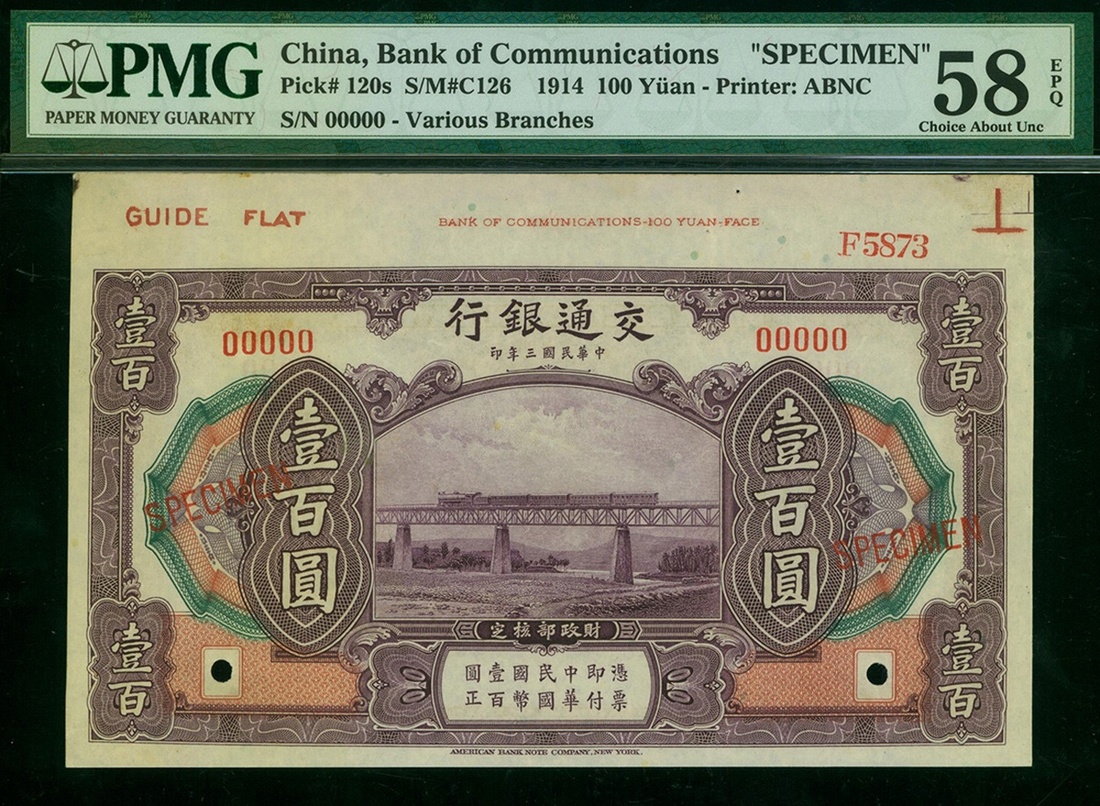 PMG
PAPER MONEY GUARANTY
China, Bank of Communications "SPECIMEN"
Pick# 120s S/M#C126 1914 100 Yüan - Printer: ABNC
S/N 00000 - Various Branches
58
EPQ
Choice About Unc
GUIDE FLAT
BANK OF COMMUNICATIONS-100 YUAN-FACE
F5873
壹百
交通銀行
壹百
00000
00000
中華民國三年印
壹百圓
壹百圓
SPECIMEN
SPECIMEN
財政部核定
壹百
壹百
憑票
即付
中華
民國
國幣
壹百
圓正
AMERICAN BANK NOTE COMPANY, NEW YORK.